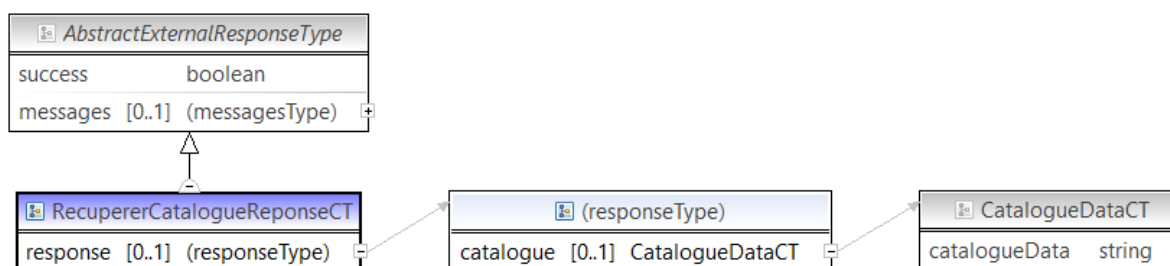 AbstractExternalResponseType
success boolean
messages [0..1] (messagesType)
RecupererCatalogueReponseCT
response [0..1] (responseType)
(responseType)
catalogue [0..1] CatalogueDataCT
CatalogueDataCT
catalogueData string